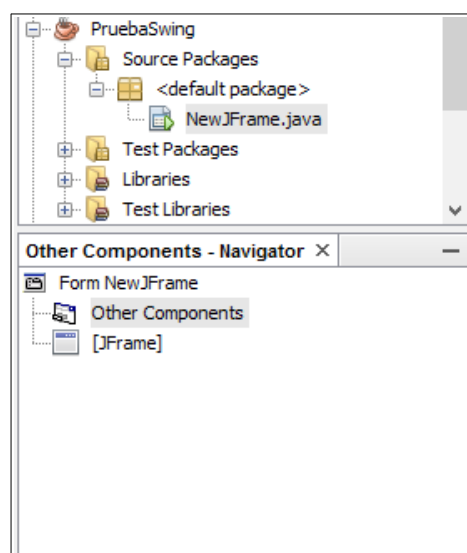 PruebaSwing
Source Packages
<default package>
NewJFrame.java
Test Packages
Libraries
Test Libraries
Other Components - Navigator
Form NewJFrame
Other Components
[JFrame]